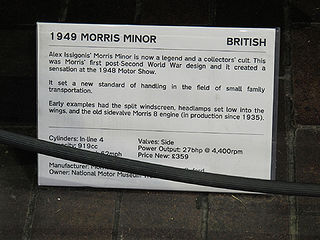 1949 MORRIS MINOR BRITISH
Alex Issigonis' Morris Minor is now a legend and a collectors' cult. This
was Morris' first post-Second World War design and it created a
sensation at the 1948 Motor Show.
It set a new standard of handling in the field of small family
transportation.
Early examples had the split windscreen, headlamps set low into the
wings, and the old sidevalve Morris 8 engine (in production since 1935).
Cylinders: In-line 4 Valves: Side
Capacity: 919cc Power Output: 27bhp @ 4,400rpm
62mph Price New: £359
Manufacturer:
Owner: National Motor Museum